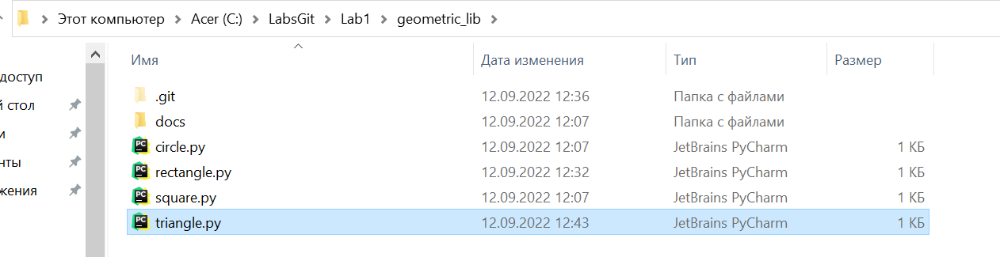 Этот компьютер > Acer (C:) > LabsGit > Lab1 > geometric_lib >
Имя Дата изменения Тип Размер
доступ
й стол
и
нты
жения
.git 12.09.2022 12:36 Папка с файлами
docs 12.09.2022 12:07 Папка с файлами
circle.py 12.09.2022 12:07 JetBrains PyCharm 1 КБ
rectangle.py 12.09.2022 12:32 JetBrains PyCharm 1 КБ
square.py 12.09.2022 12:07 JetBrains PyCharm 1 КБ
triangle.py 12.09.2022 12:43 JetBrains PyCharm 1 КБ